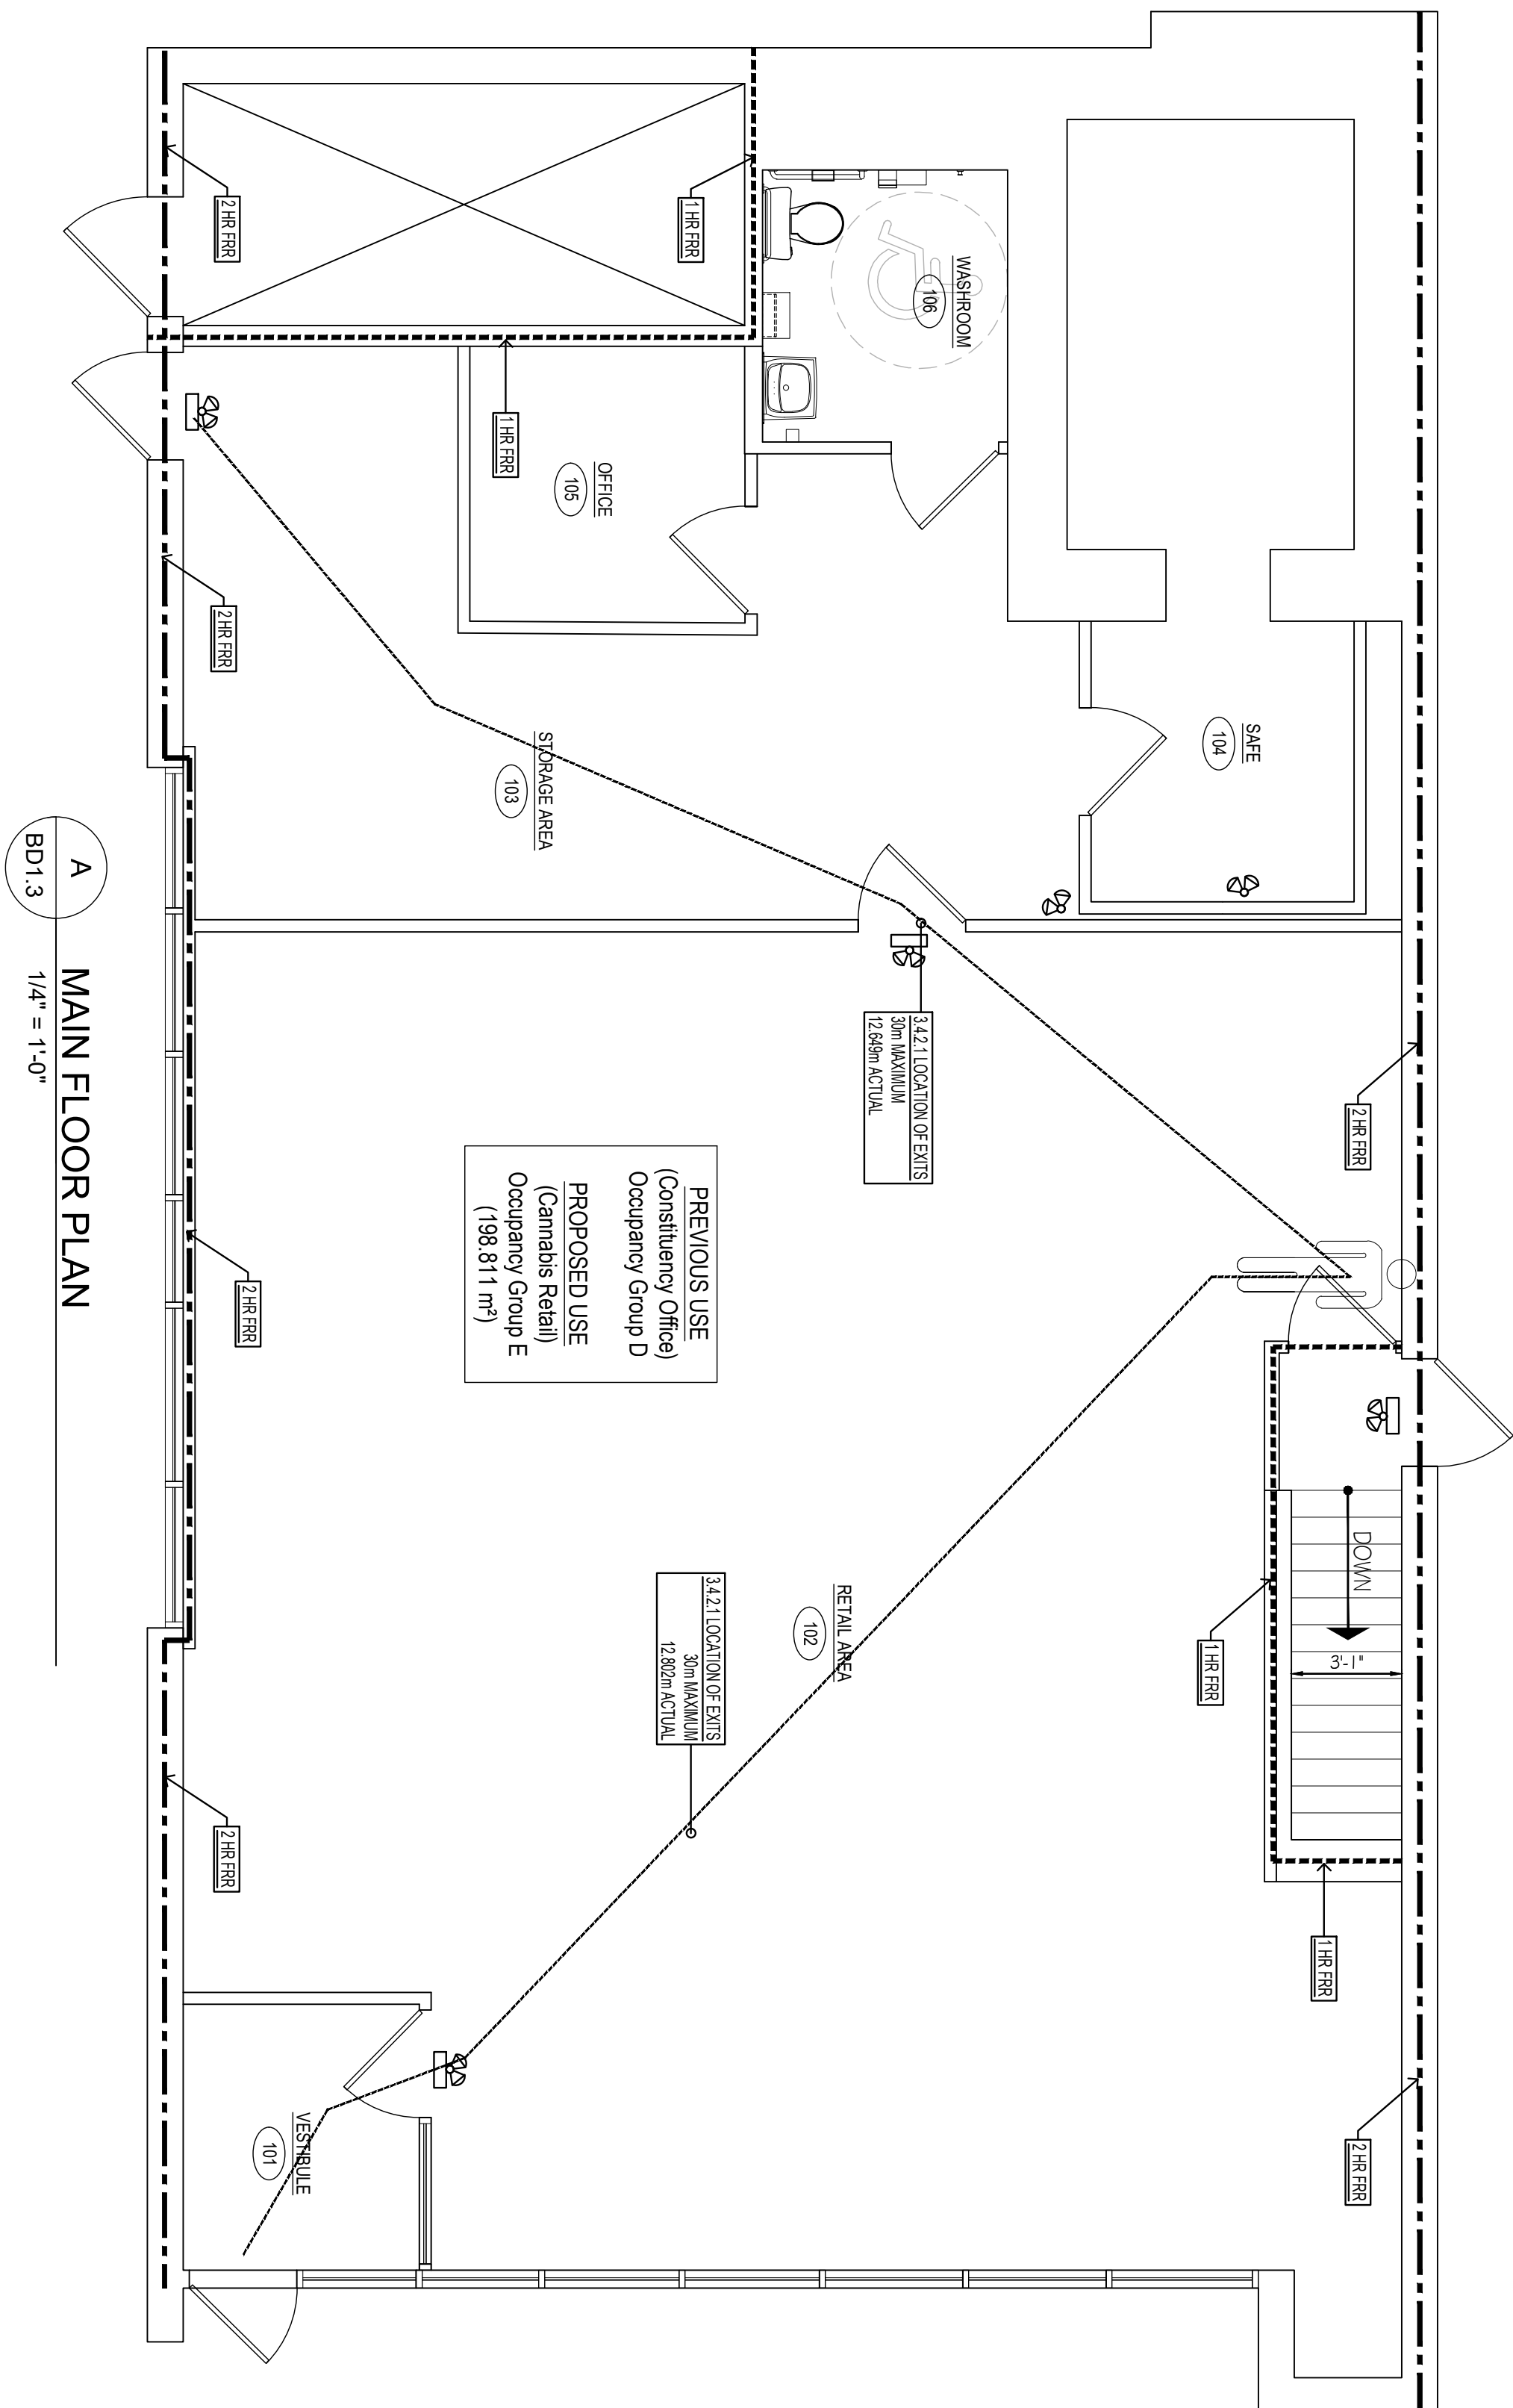 2 HR FRR
1 HR FRR
WASHROOM
106
1 HR FRR
OFFICE
105
2 HR FRR
SAFE
104
STORAGE AREA
103
3.4.2.1 LOCATION OF EXITS
30m MAXIMUM
12.649m ACTUAL
2 HR FRR
PREVIOUS USE
(Constituency Office)
Occupancy Group D
PROPOSED USE
(Cannabis Retail)
Occupancy Group E
(198.811 m²)
2 HR FRR
DOWN
3'-1"
1 HR FRR
RETAIL AREA
102
3.4.2.1 LOCATION OF EXITS
30m MAXIMUM
12.802m ACTUAL
2 HR FRR
1 HR FRR
2 HR FRR
VESTIBULE
101
A
BD1.3
MAIN FLOOR PLAN
1/4" = 1'-0"